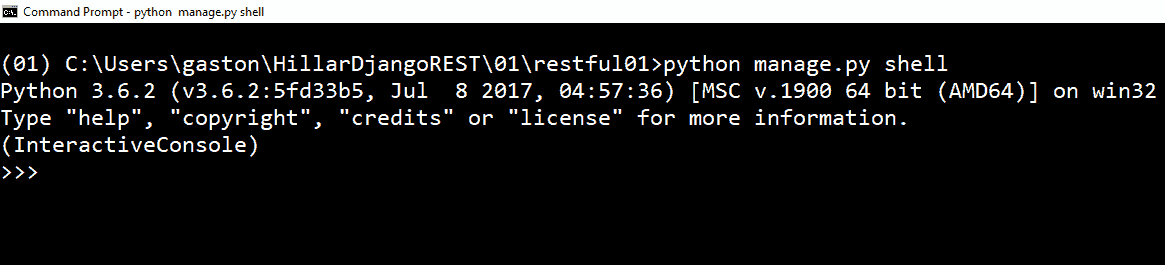 Command Prompt - python  manage.py shell
(01) C:\Users\gaston\HillarDjangoREST\01\restful01>python manage.py shell
Python 3.6.2 (v3.6.2:5fd33b5, Jul  8 2017, 04:57:36) [MSC v.1900 64 bit (AMD64)] on win32
Type "help", "copyright", "credits" or "license" for more information.
(InteractiveConsole)
>>>